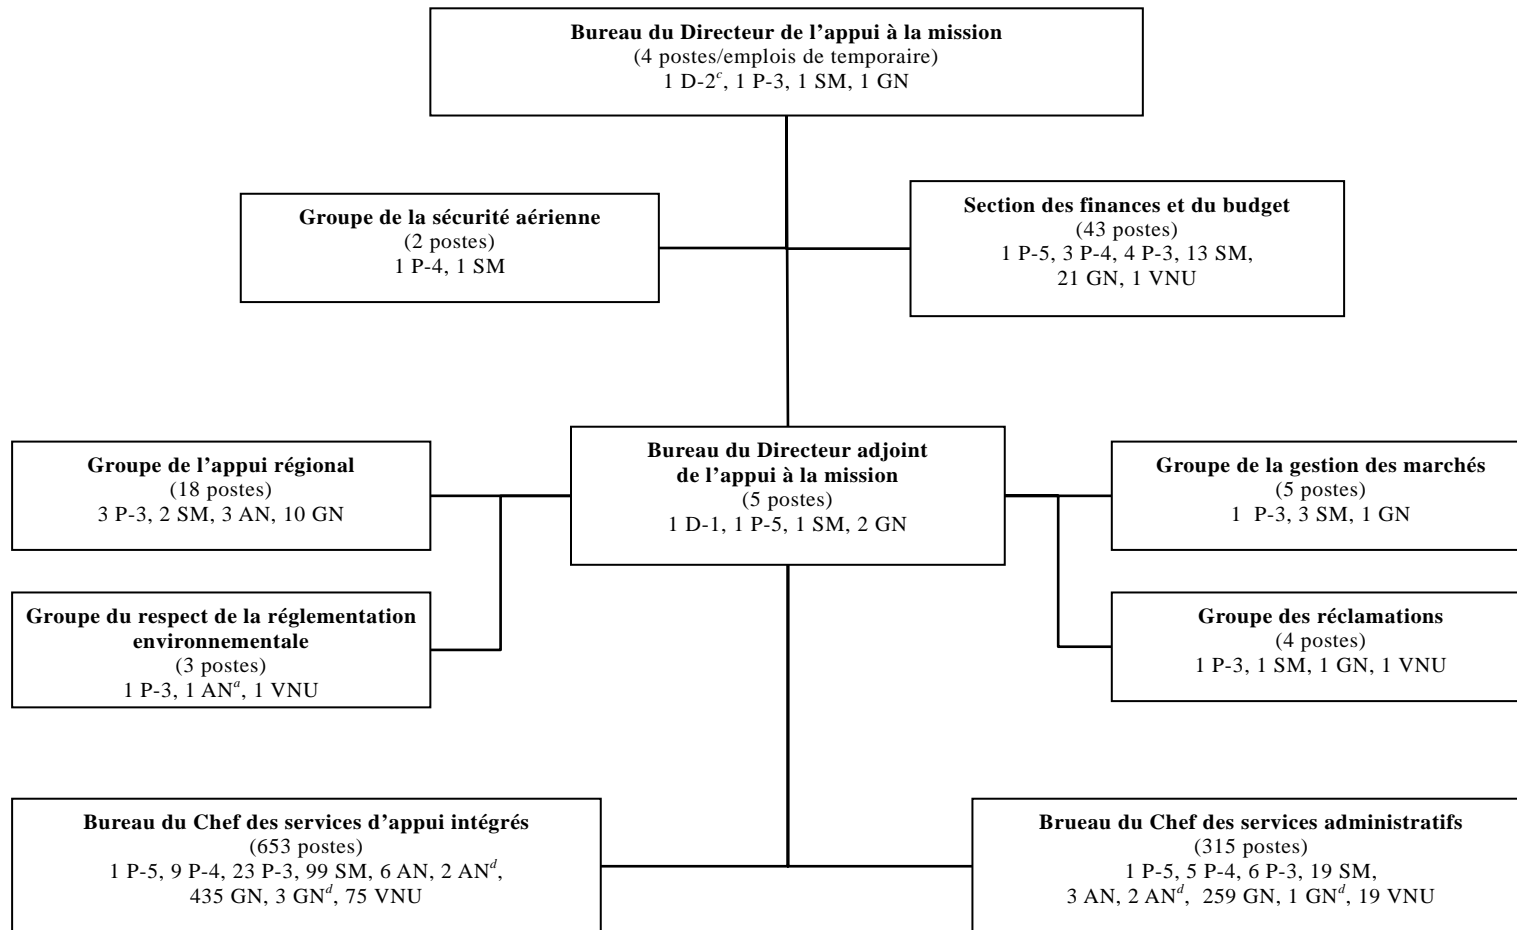 Bureau du Directeur de l’appui à la mission
(4 postes/emplois de temporaire)
1 D-2c, 1 P-3, 1 SM, 1 GN
Groupe de la sécurité aérienne
(2 postes)
1 P-4, 1 SM
Section des finances et du budget
(43 postes)
1 P-5, 3 P-4, 4 P-3, 13 SM,
21 GN, 1 VNU
Groupe de l’appui régional
(18 postes)
3 P-3, 2 SM, 3 AN, 10 GN
Bureau du Directeur adjoint
de l’appui à la mission
(5 postes)
1 D-1, 1 P-5, 1 SM, 2 GN
Groupe de la gestion des marchés
(5 postes)
1 P-3, 3 SM, 1 GN
Groupe du respect de la réglementation
environnementale
(3 postes)
1 P-3, 1 ANa, 1 VNU
Groupe des réclamations
(4 postes)
1 P-3, 1 SM, 1 GN, 1 VNU
Bureau du Chef des services d’appui intégrés
(653 postes)
1 P-5, 9 P-4, 23 P-3, 99 SM, 6 AN, 2 ANd,
435 GN, 3 GNd, 75 VNU
Brueau du Chef des services administratifs
(315 postes)
1 P-5, 5 P-4, 6 P-3, 19 SM,
3 AN, 2 ANd, 259 GN, 1 GNd, 19 VNU